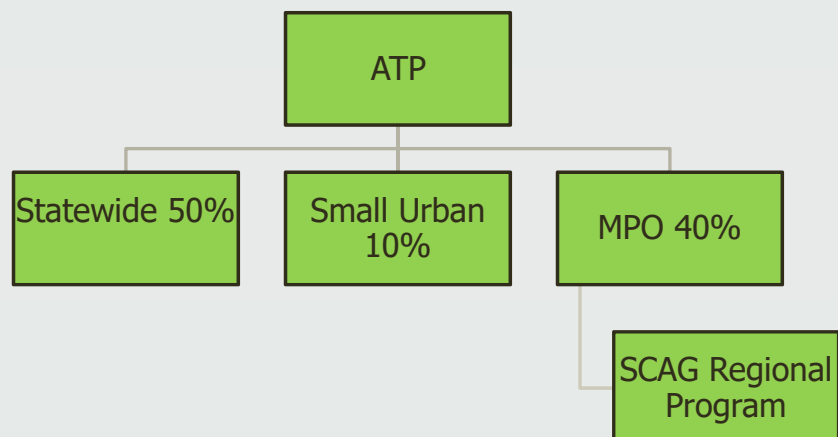 ATP
Statewide 50%
Small Urban
10%
MPO 40%
SCAG Regional
Program